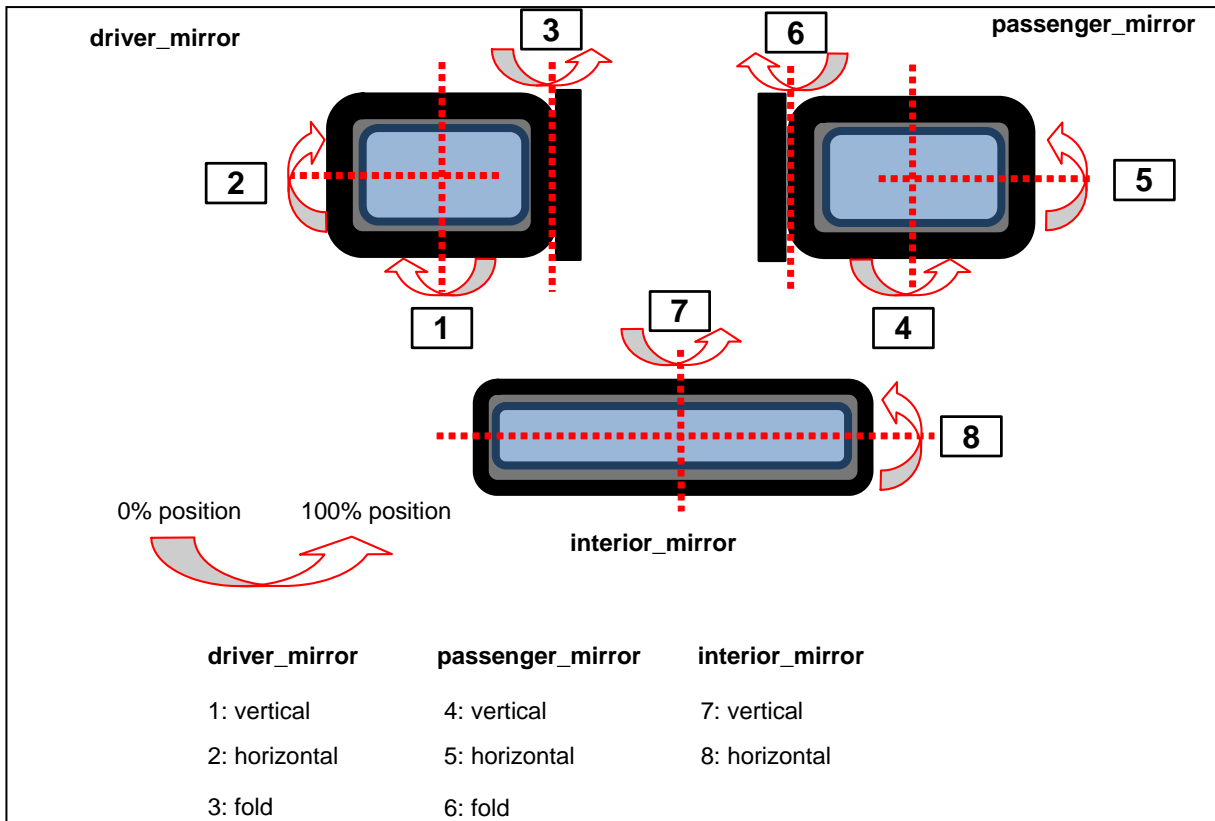 driver_mirror
3
6
passenger_mirror
2
5
1
7
4
8
0% position 100% position
interior_mirror
driver_mirror passenger_mirror interior_mirror
1: vertical 4: vertical 7: vertical
2: horizontal 5: horizontal 8: horizontal
3: fold 6: fold